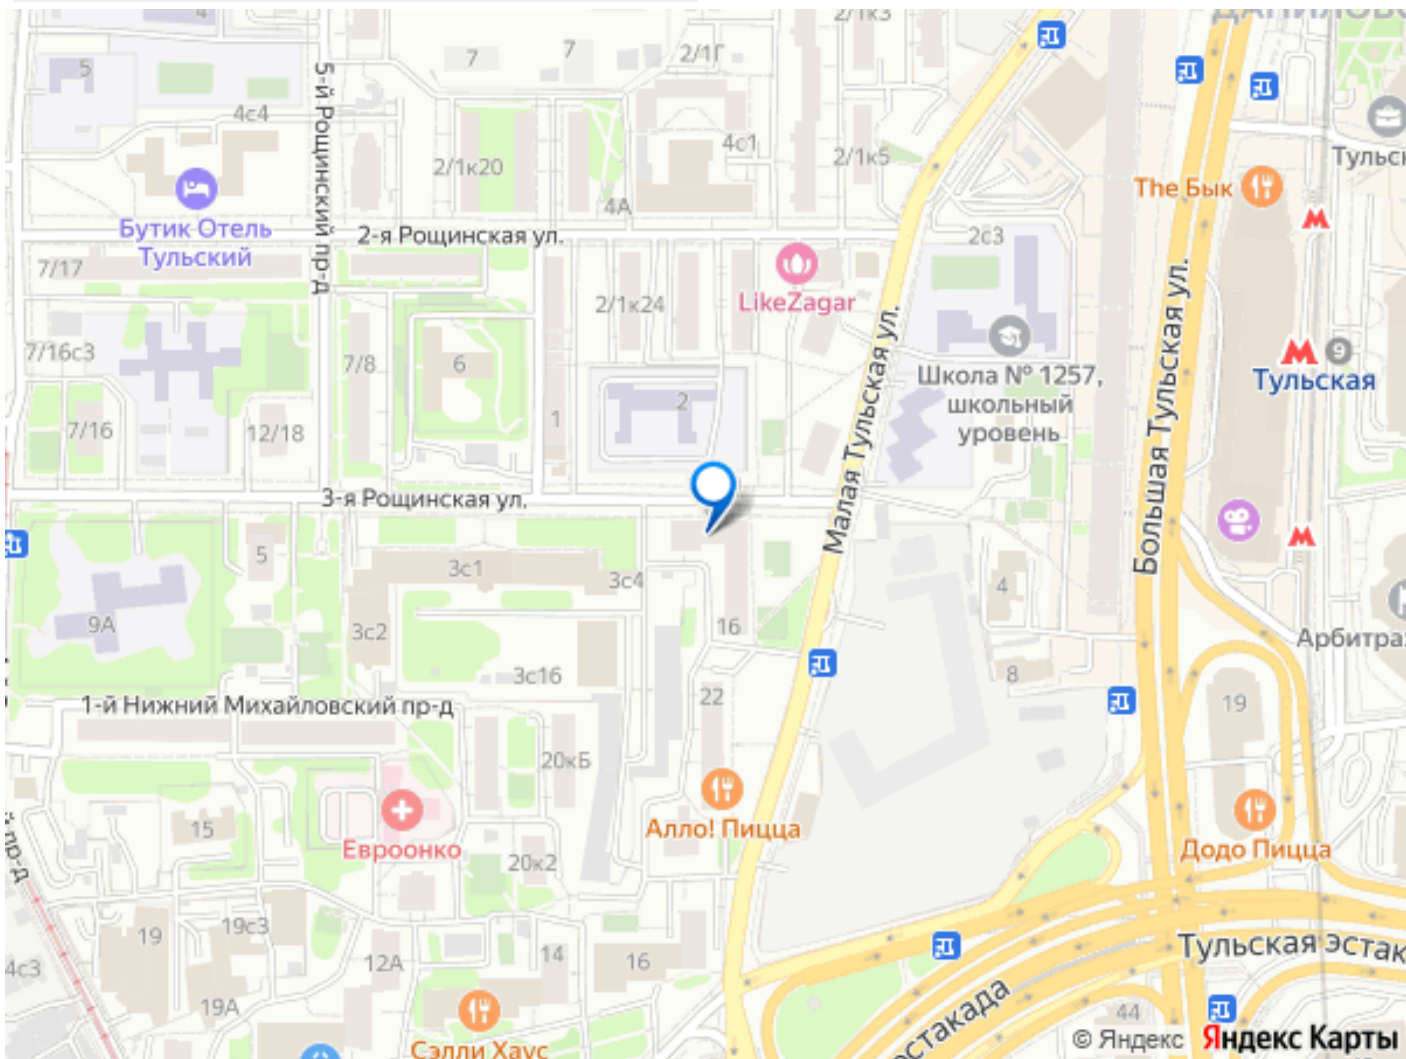 ДАНИЛОВС
4
2/1к3
7
7
2/1Г
5
5-й Рощинский пр-д
4с4
4с1
2/1к20
2/1к5
Тульск
The Бык
4А
Бутик Отель
Тульский
2-я Рощинская ул.
2с3
7/17
LikeZagar
2/1к24
7/16с3
7/8
6
9
Тульская
Школа № 1257,
школьный
уровень
2
7/16
12/18
1
Малая Тульская ул.
Большая Тульская ул.
3-я Рощинская ул.
5
3с1
3с4
4
9А
3с2
16
Арбитра
3с16
8
22
19
1-й Нижний Михайловский пр-д
20кБ
15
Алло! Пицца
Додо Пицца
Евроонко
20к2
й пр-д
19с3
19
14
Тульская эстак
4с3
12А
16
19А
эстакада
44
Сэлли Хаус
© Яндекс Яндекс Карты